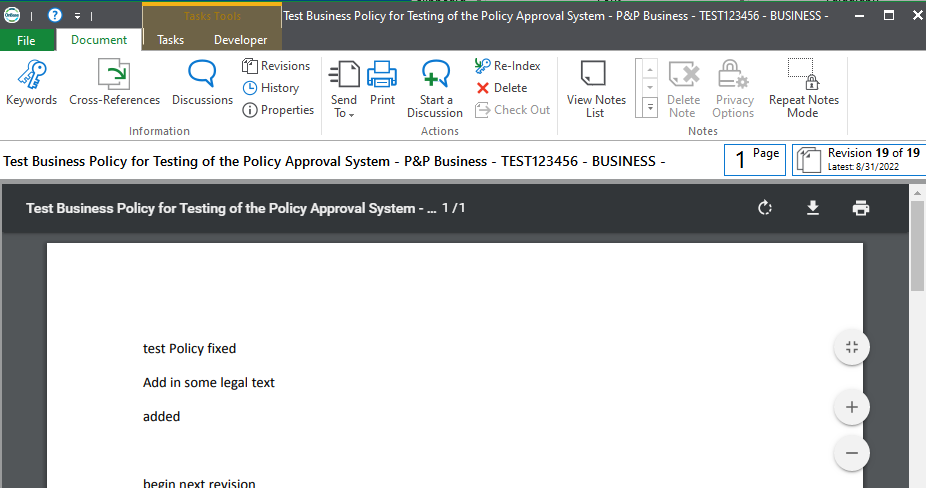 OnBase
Tasks Tools
Test Business Policy for Testing of the Policy Approval System - P&P Business - TEST123456 - BUSINESS -
File
Document
Tasks
Developer
Keywords
Cross-References
Discussions
Revisions
History
Properties
Information
Send To
Print
Start a Discussion
Re-Index
Delete
Check Out
Actions
View Notes List
Delete Note
Privacy Options
Repeat Notes Mode
Notes
Test Business Policy for Testing of the Policy Approval System - P&P Business - TEST123456 - BUSINESS -
1 Page
Revision 19 of 19
Latest: 8/31/2022
Test Business Policy for Testing of the Policy Approval System - ... 1 / 1
test Policy fixed
Add in some legal text
added
begin next revision